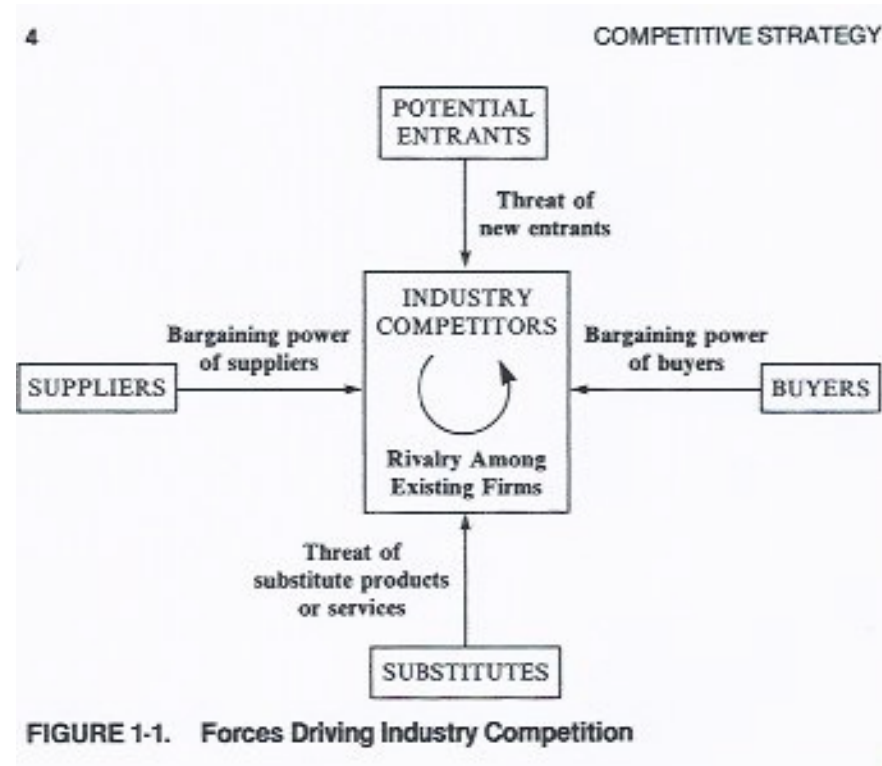 4
COMPETITIVE STRATEGY
POTENTIAL
ENTRANTS
Threat of
new entrants
INDUSTRY
COMPETITORS
Bargaining power
of suppliers
Bargaining power
of buyers
SUPPLIERS
BUYERS
Rivalry Among
Existing Firms
Threat of
substitute products
or services
SUBSTITUTES
FIGURE 1-1. Forces Driving Industry Competition